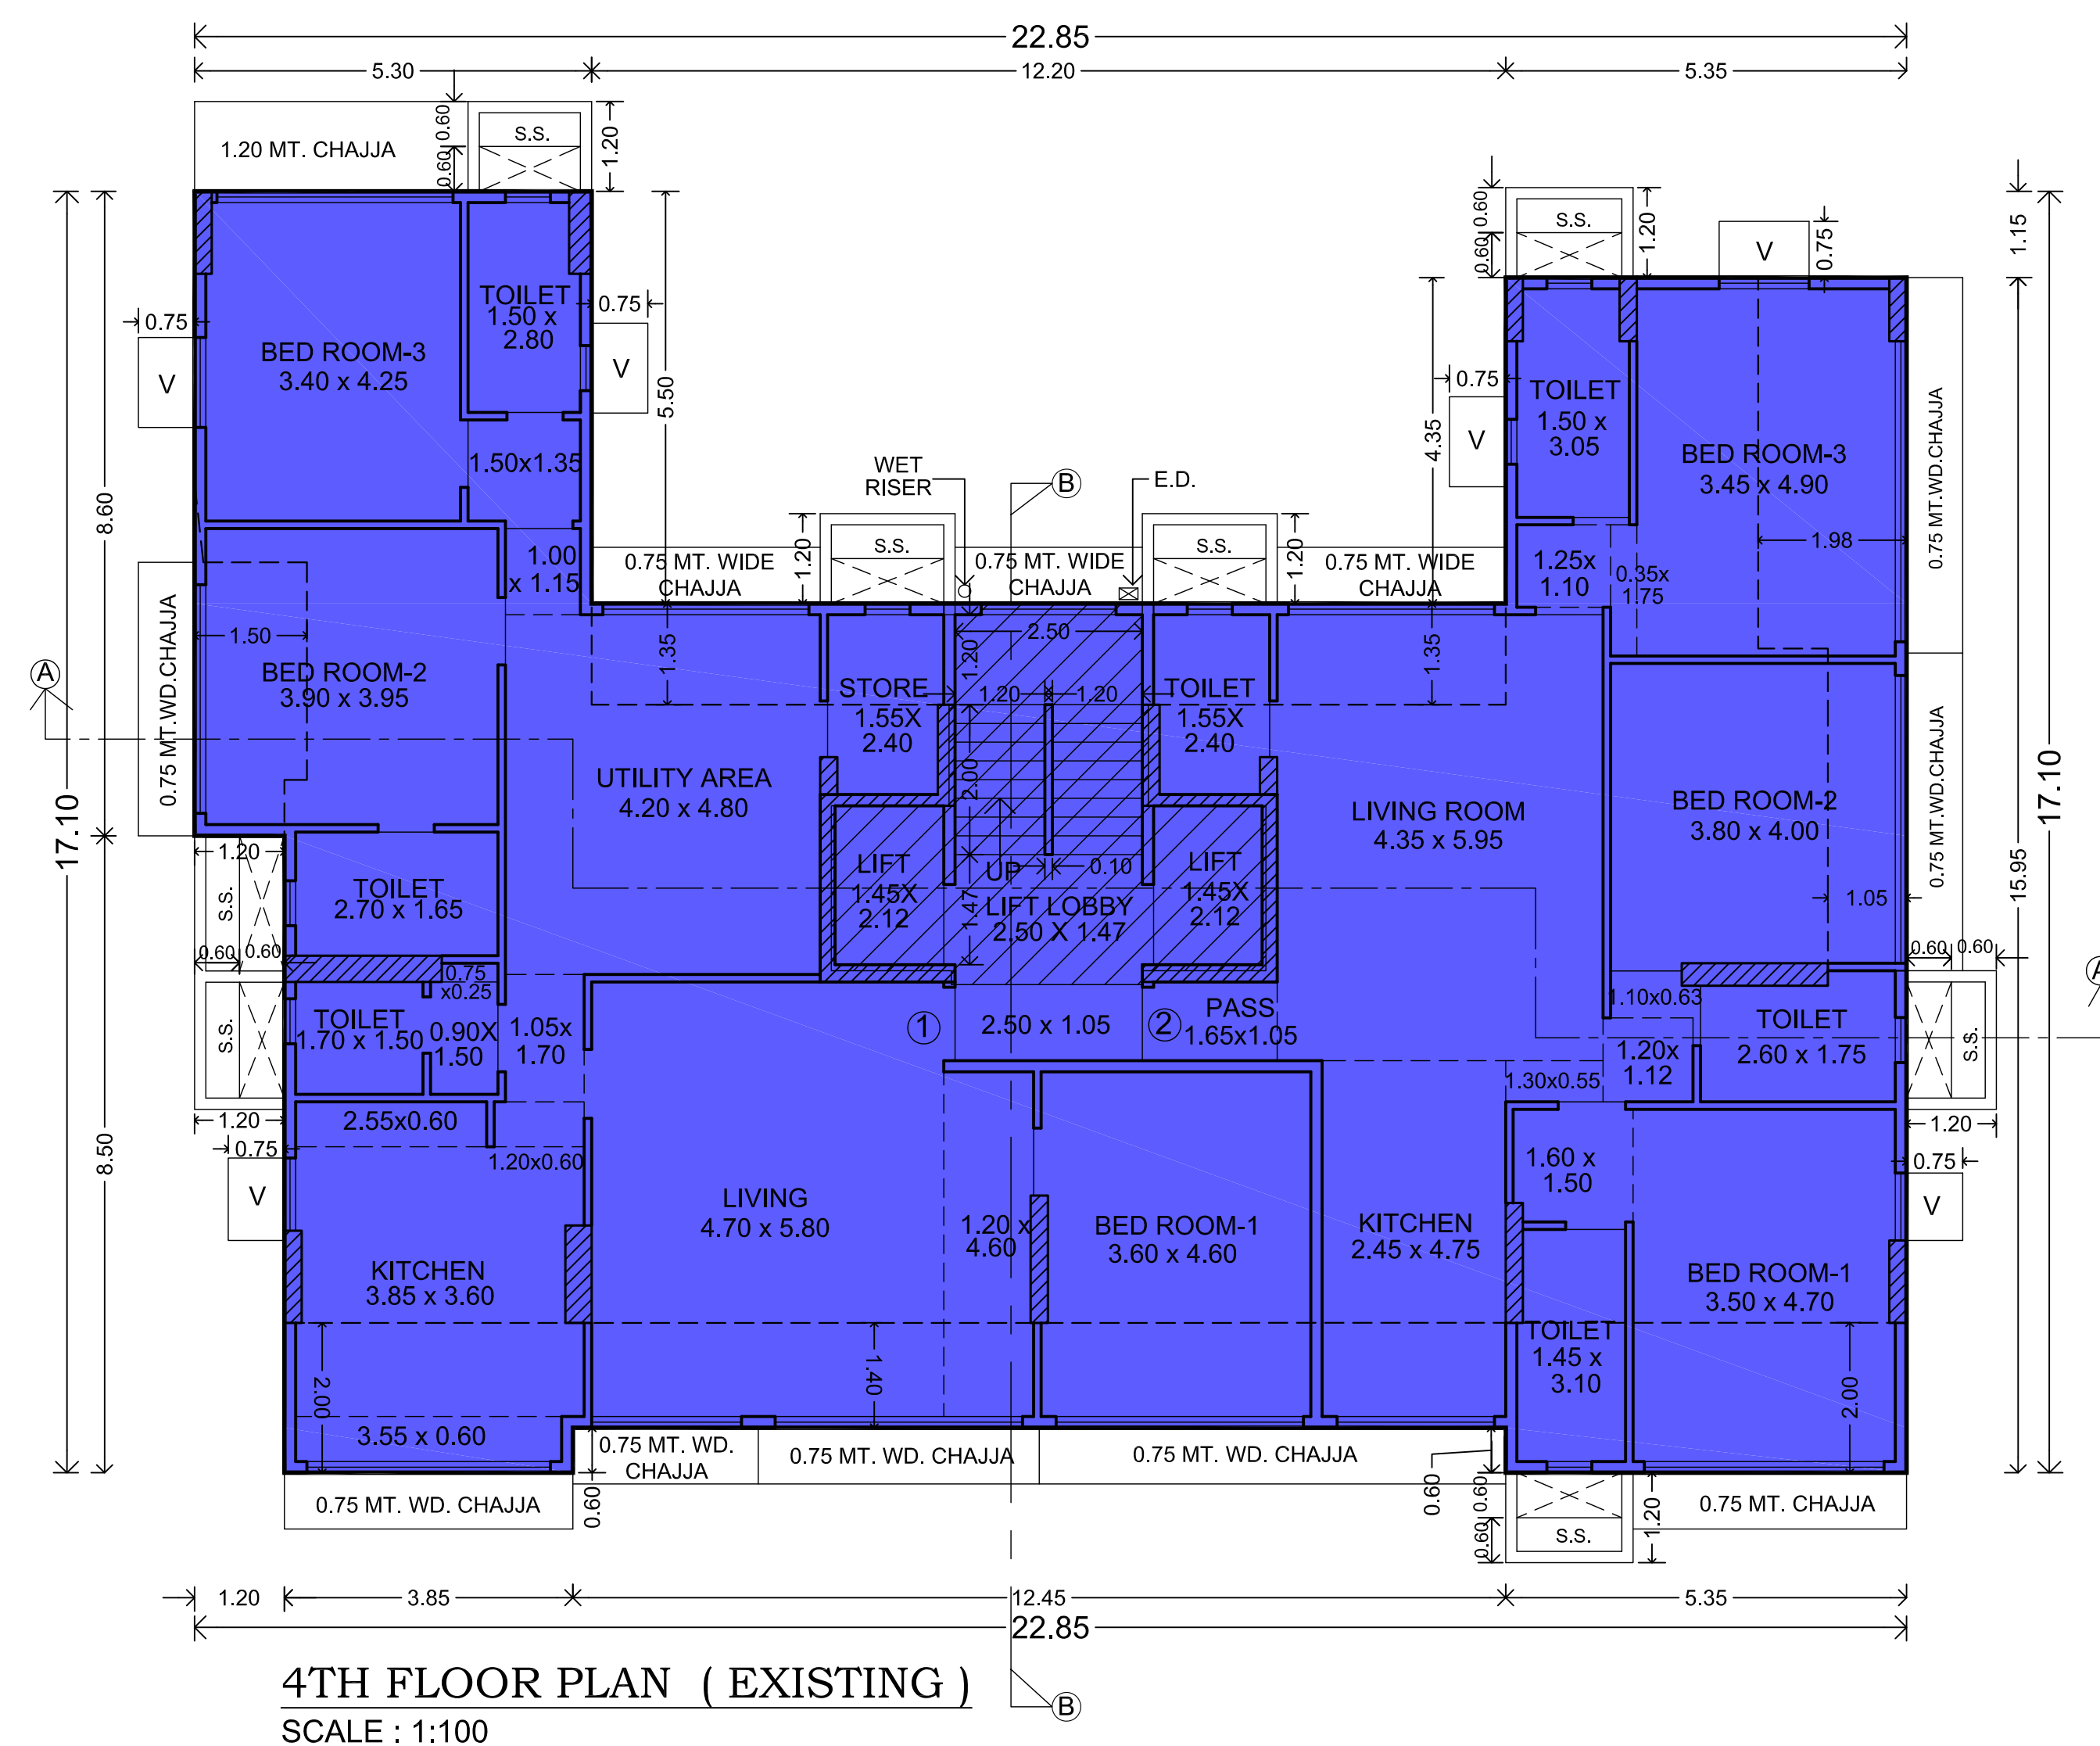 22.85
5.30
12.20
5.35
1.20 MT. CHAJJA
0.60
0.60
S.S.
1.20
0.60
0.60
S.S.
1.20
V
0.75
1.15
TOILET
1.50 x
2.80
0.75
0.75
V
V
BED ROOM-3
3.40 x 4.25
5.50
4.35
0.75
V
TOILET
1.50 x
3.05
BED ROOM-3
3.45 x 4.90
0.75 MT.WD.CHAJJA
8.60
1.50x1.35
WET
RISER
B
E.D.
1.98
1.00
x 1.15
0.75 MT. WIDE
CHAJJA
1.20
S.S.
0.75 MT. WIDE
CHAJJA
S.S.
1.20
0.75 MT. WIDE
CHAJJA
1.25x
1.10
0.35x
1.75
1.50
2.50
1.20
1.35
1.35
A
0.75 MT.WD.CHAJJA
BED ROOM-2
3.90 x 3.95
STORE
1.55X
2.40
1.20
1.20
TOILET
1.55X
2.40
0.75 MT.WD.CHAJJA
UTILITY AREA
4.20 x 4.80
2.00
LIVING ROOM
4.35 x 5.95
BED ROOM-2
3.80 x 4.00
17.10
17.10
15.95
1.20
S.S.
TOILET
2.70 x 1.65
LIFT
1.45X
2.12
UP
0.10
LIFT
1.45X
2.12
1.47
LIFT LOBBY
2.50 X 1.47
1.05
0.60
0.60
0.60
0.60
A
0.75
x0.25
1.10x0.63
S.S.
TOILET
1.70 x 1.50
0.90X
1.50
1.05x
1.70
1
2.50 x 1.05
2
PASS
1.65x1.05
TOILET
2.60 x 1.75
S.S.
1.20x
1.12
1.30x0.55
1.20
2.55x0.60
1.20
0.75
1.20x0.60
8.50
V
1.60 x
1.50
0.75
V
LIVING
4.70 x 5.80
1.20 x
4.60
BED ROOM-1
3.60 x 4.60
KITCHEN
2.45 x 4.75
KITCHEN
3.85 x 3.60
BED ROOM-1
3.50 x 4.70
TOILET
1.45 x
3.10
2.00
1.40
2.00
3.55 x 0.60
0.75 MT. WD.
CHAJJA
0.75 MT. WD. CHAJJA
0.75 MT. WD. CHAJJA
0.75 MT. WD. CHAJJA
0.60
0.60
0.60
0.60
S.S.
1.20
0.75 MT. CHAJJA
1.20
3.85
12.45
5.35
22.85
4TH FLOOR PLAN ( EXISTING )
B
SCALE : 1:100